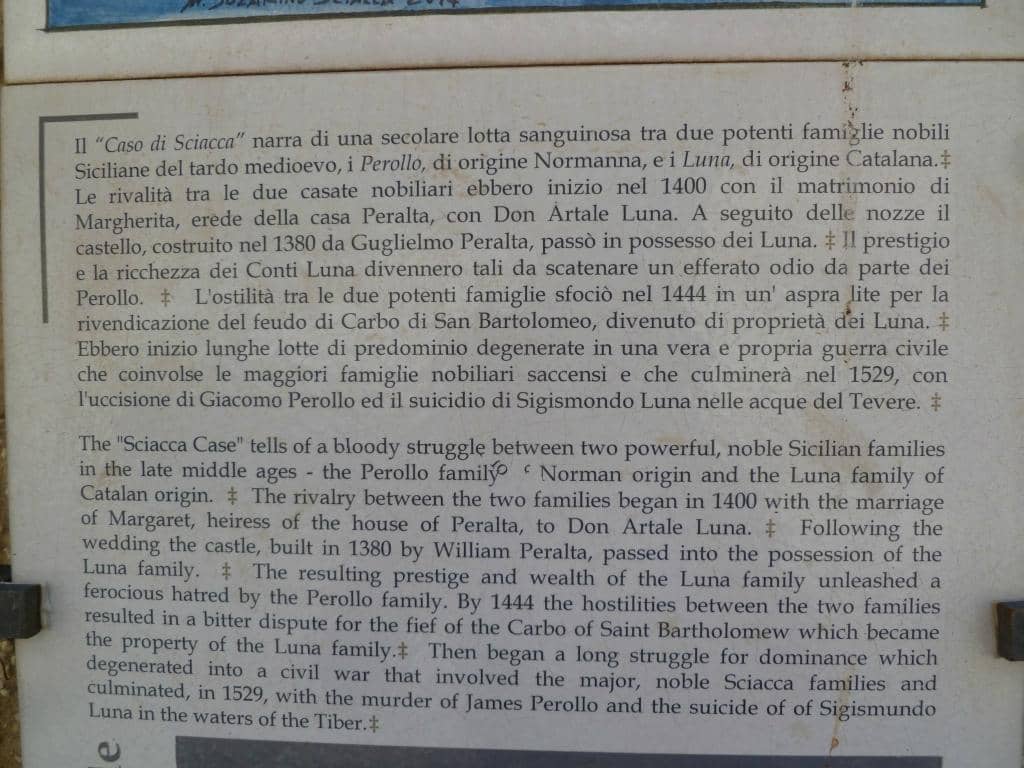 Il "Caso di Sciacca" narra di una secolare lotta sanguinosa tra due potenti famiglie nobili
Siciliane del tardo medioevo, i Perollo, di origine Normanna, e i Luna, di origine Catalana.‡
Le rivalità tra le due casate nobiliari ebbero inizio nel 1400 con il matrimonio di
Margherita, erede della casa Peralta, con Don Artale Luna. A seguito delle nozze il
castello, costruito nel 1380 da Guglielmo Peralta, passò in possesso dei Luna. ‡ Il prestigio
e la ricchezza dei Conti Luna divennero tali da scatenare un efferato odio da parte dei
Perollo. ‡ L'ostilità tra le due potenti famiglie sfociò nel 1444 in un' aspra lite per la
rivendicazione del feudo di Carbo di San Bartolomeo, divenuto di proprietà dei Luna. ‡
Ebbero inizio lunghe lotte di predominio degenerate in una vera e propria guerra civile
che coinvolse le maggiori famiglie nobiliari saccensi e che culminerà nel 1529, con
l'uccisione di Giacomo Perollo ed il suicidio di Sigismondo Luna nelle acque del Tevere. ‡
The "Sciacca Case" tells of a bloody struggle between two powerful, noble Sicilian families
in the late middle ages - the Perollo family Norman origin and the Luna family of
Catalan origin. ‡ The rivalry between the two families began in 1400 with the marriage
of Margaret, heiress of the house of Peralta, to Don Artale Luna. ‡ Following the
wedding the castle, built in 1380 by William Peralta, passed into the possession of the
Luna family. ‡ The resulting prestige and wealth of the Luna family unleashed a
ferocious hatred by the Perollo family. By 1444 the hostilities between the two families
resulted in a bitter dispute for the fief of the Carbo of Saint Bartholomew which became
the property of the Luna family.‡ Then began a long struggle for dominance which
degenerated into a civil war that involved the major, noble Sciacca families and
culminated, in 1529, with the murder of James Perollo and the suicide of of Sigismundo
Luna in the waters of the Tiber.‡